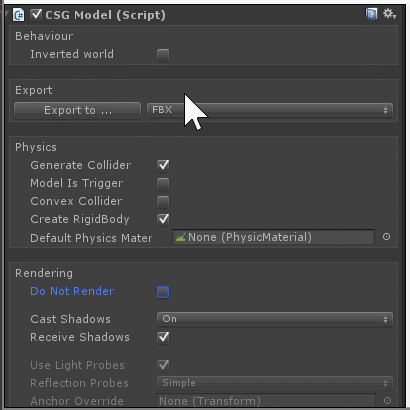 CSG Model (Script)
Behaviour
Inverted world
Export
Export to ... FBX
Physics
Generate Collider
Model Is Trigger
Convex Collider
Create RigidBody
Default Physics Mater None (PhysicMaterial)
Rendering
Do Not Render
Cast Shadows On
Receive Shadows
Use Light Probes
Reflection Probes Simple
Anchor Override None (Transform)